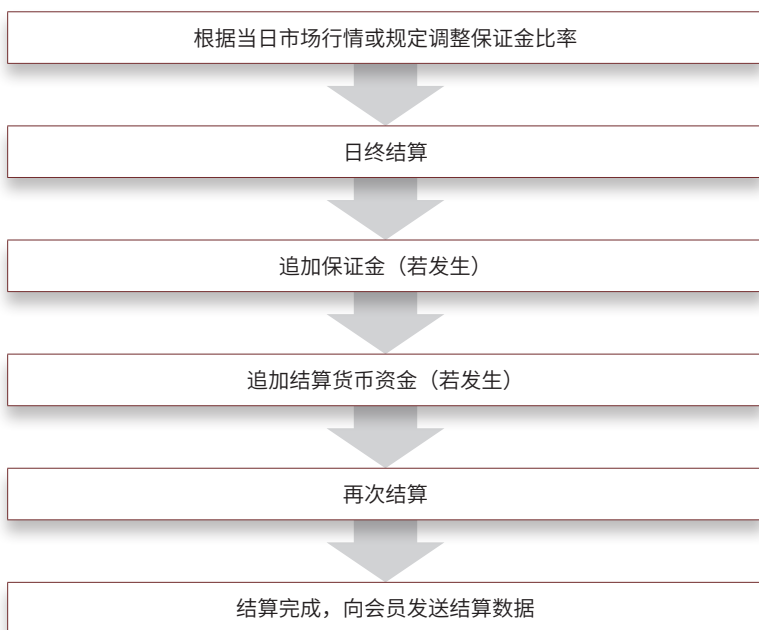 根据当日市场行情或规定调整保证金比率
日终结算
追加保证金（若发生）
追加结算货币资金（若发生）
再次结算
结算完成，向会员发送结算数据